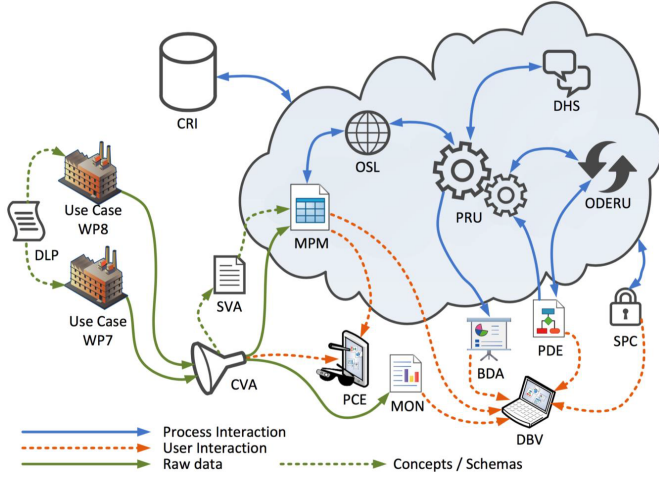 CRI
DHS
OSL
PRU
ODERU
Use Case
WP8
DLP
MPM
SVA
Use Case
WP7
CVA
PCE
MON
BDA
PDE
SPC
DBV
Process Interaction
User Interaction
Raw data
Concepts / Schemas